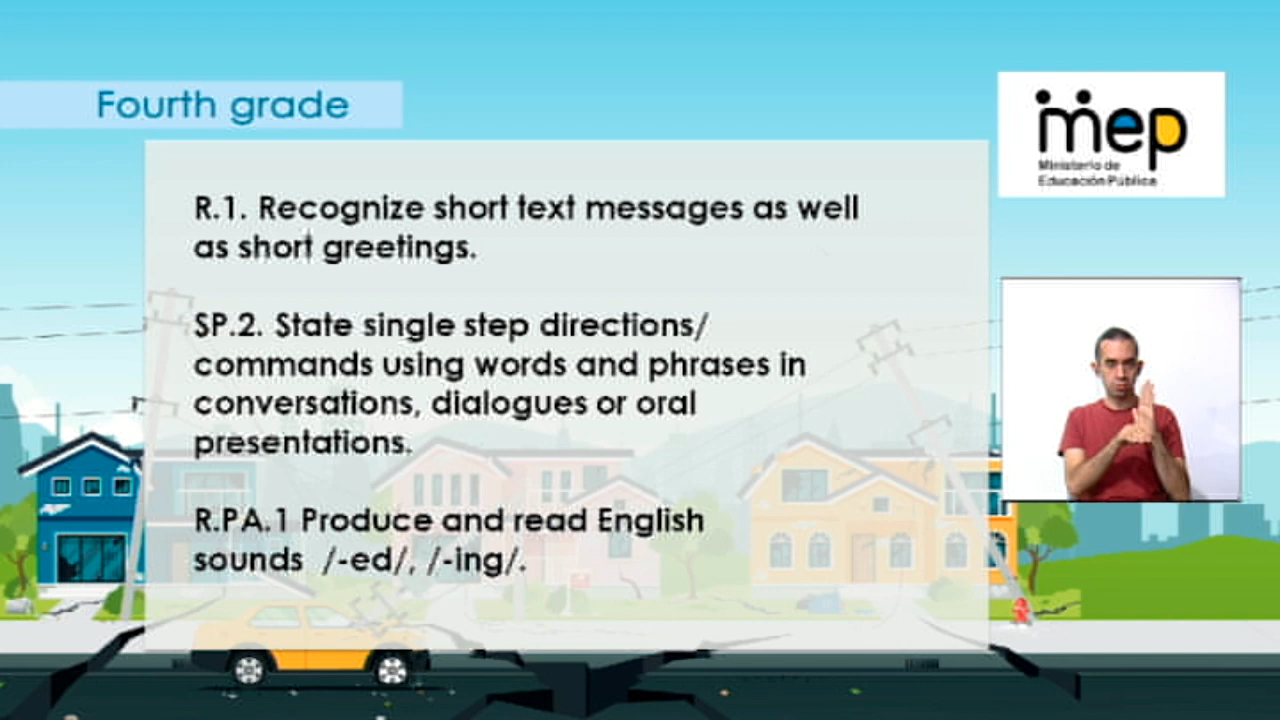 Fourth grade
mep
Ministerio de
Educación Pública
R.1. Recognize short text messages as well
as short greetings.
SP.2. State single step directions/
commands using words and phrases in
conversations, dialogues or oral
presentations.
R.PA.1 Produce and read English
sounds /-ed/, /-ing/.